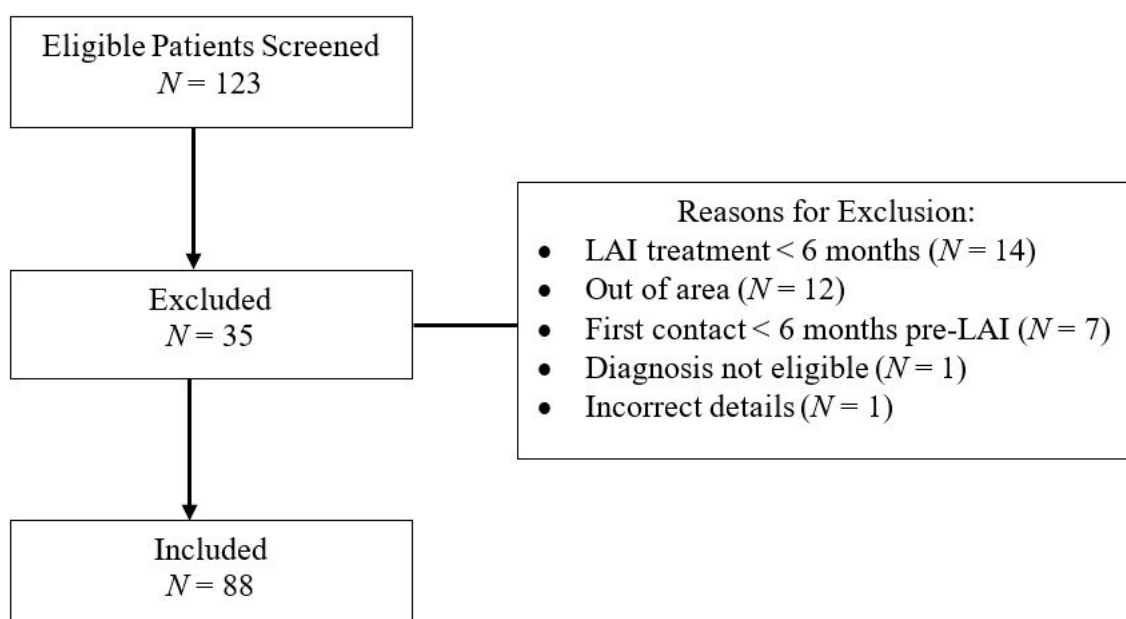 Eligible Patients Screened
N = 123
Excluded
N = 35
Reasons for Exclusion:
• LAI treatment < 6 months (N = 14)
• Out of area (N = 12)
• First contact < 6 months pre-LAI (N = 7)
• Diagnosis not eligible (N = 1)
• Incorrect details (N = 1)
Included
N = 88